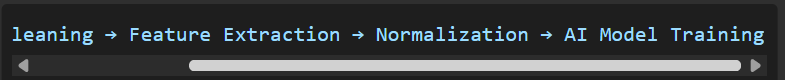 leaning → Feature Extraction → Normalization → AI Model Training